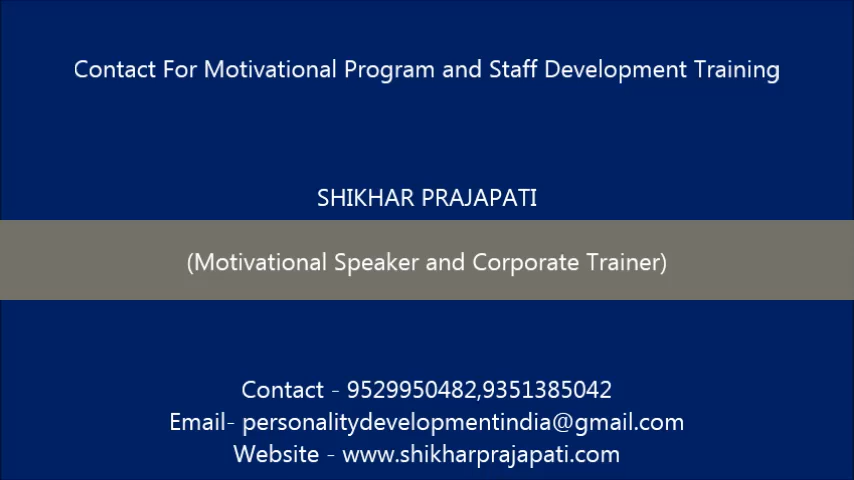 Contact For Motivational Program and Staff Development Training
SHIKHAR PRAJAPATI
(Motivational Speaker and Corporate Trainer)
Contact - 9529950482,9351385042
Email- personalitydevelopmentindia@gmail.com
Website - www.shikharprajapati.com